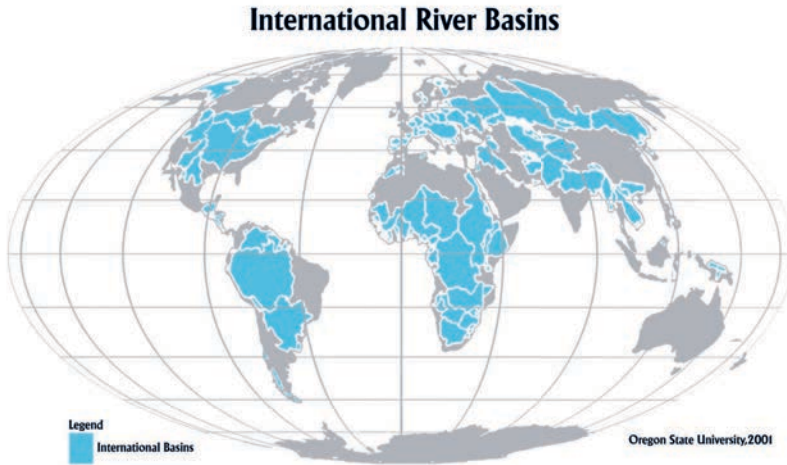 International River Basins
Legend
International Basins
Oregon State University,2001